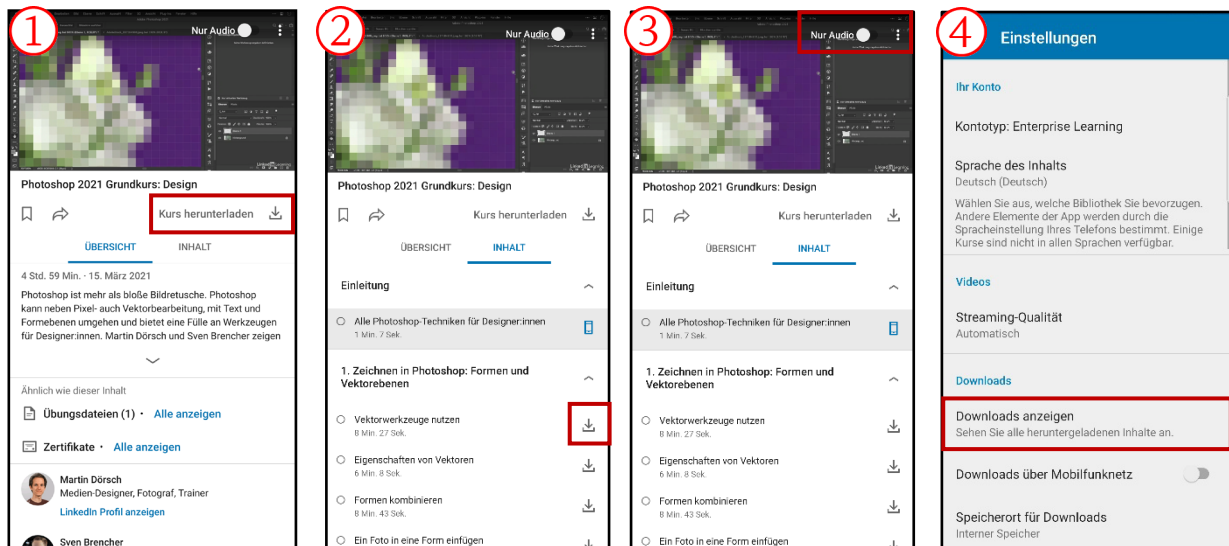 1
Nur Audio
Photoshop 2021 Grundkurs: Design
Kurs herunterladen
ÜBERSICHT
INHALT
4 Std. 59 Min. · 15. März 2021
Photoshop ist mehr als bloße Bildretusche. Photoshop
kann neben Pixel- auch Vektorbearbeitung, mit Text und
Formebenen umgehen und bietet eine Fülle an Werkzeugen
für Designer:innen. Martin Dörsch und Sven Brencher zeigen
Ähnlich wie dieser Inhalt
Übungsdateien (1) · Alle anzeigen
Zertifikate · Alle anzeigen
Martin Dörsch
Medien-Designer, Fotograf, Trainer
LinkedIn Profil anzeigen
Sven Brencher
2
Nur Audio
Photoshop 2021 Grundkurs: Design
Kurs herunterladen
ÜBERSICHT
INHALT
Einleitung
Alle Photoshop-Techniken für Designer:innen
1 Min. 7 Sek.
1. Zeichnen in Photoshop: Formen und
Vektorebenen
Vektorwerkzeuge nutzen
8 Min. 27 Sek.
Eigenschaften von Vektoren
6 Min. 8 Sek.
Formen kombinieren
8 Min. 43 Sek.
Ein Foto in eine Form einfügen
3
Nur Audio
Photoshop 2021 Grundkurs: Design
Kurs herunterladen
ÜBERSICHT
INHALT
Einleitung
Alle Photoshop-Techniken für Designer:innen
1 Min. 7 Sek.
1. Zeichnen in Photoshop: Formen und
Vektorebenen
Vektorwerkzeuge nutzen
8 Min. 27 Sek.
Eigenschaften von Vektoren
6 Min. 8 Sek.
Formen kombinieren
8 Min. 43 Sek.
Ein Foto in eine Form einfügen
4
Einstellungen
Ihr Konto
Kontotyp: Enterprise Learning
Sprache des Inhalts
Deutsch (Deutsch)
Wählen Sie aus, welche Bibliothek Sie bevorzugen.
Andere Elemente der App werden durch die
Spracheinstellung Ihres Telefons bestimmt. Einige
Kurse sind nicht in allen Sprachen verfügbar.
Videos
Streaming-Qualität
Automatisch
Downloads
Downloads anzeigen
Sehen Sie alle heruntergeladenen Inhalte an.
Downloads über Mobilfunknetz
Speicherort für Downloads
Interner Speicher